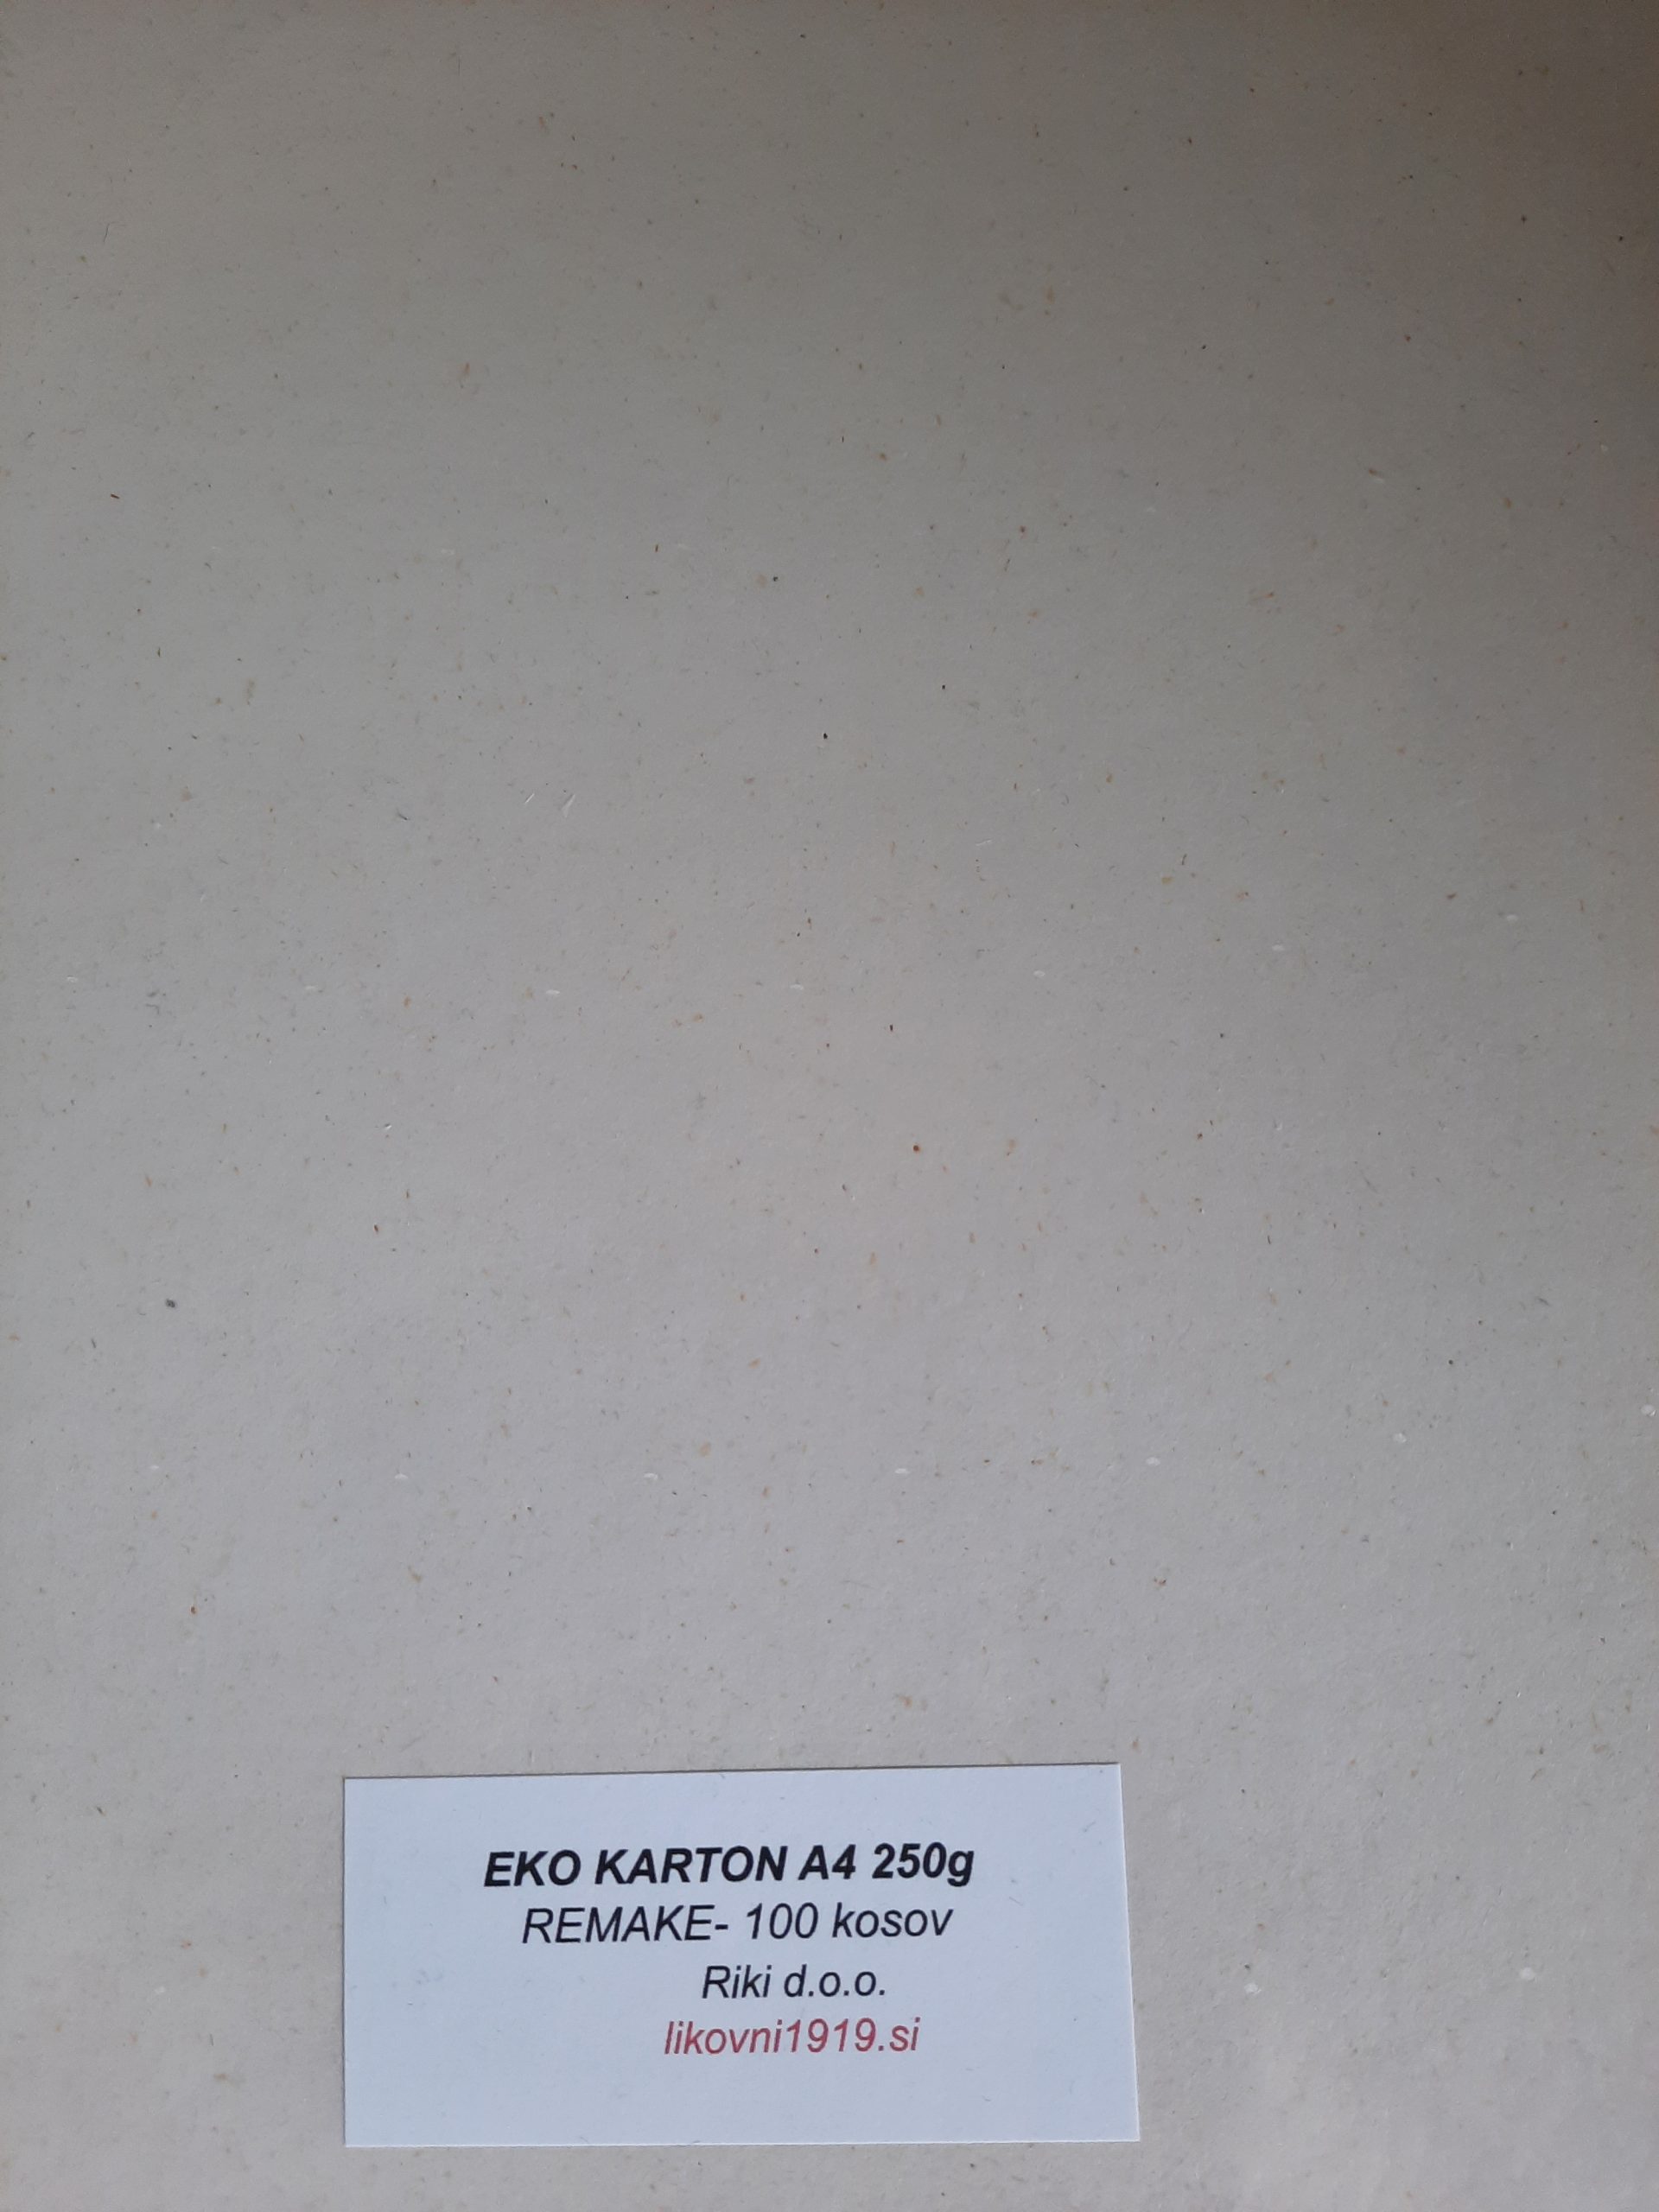 EKO KARTON A4 250g
REMAKE- 100 kosov
Riki d.o.o.
likovni1919.si